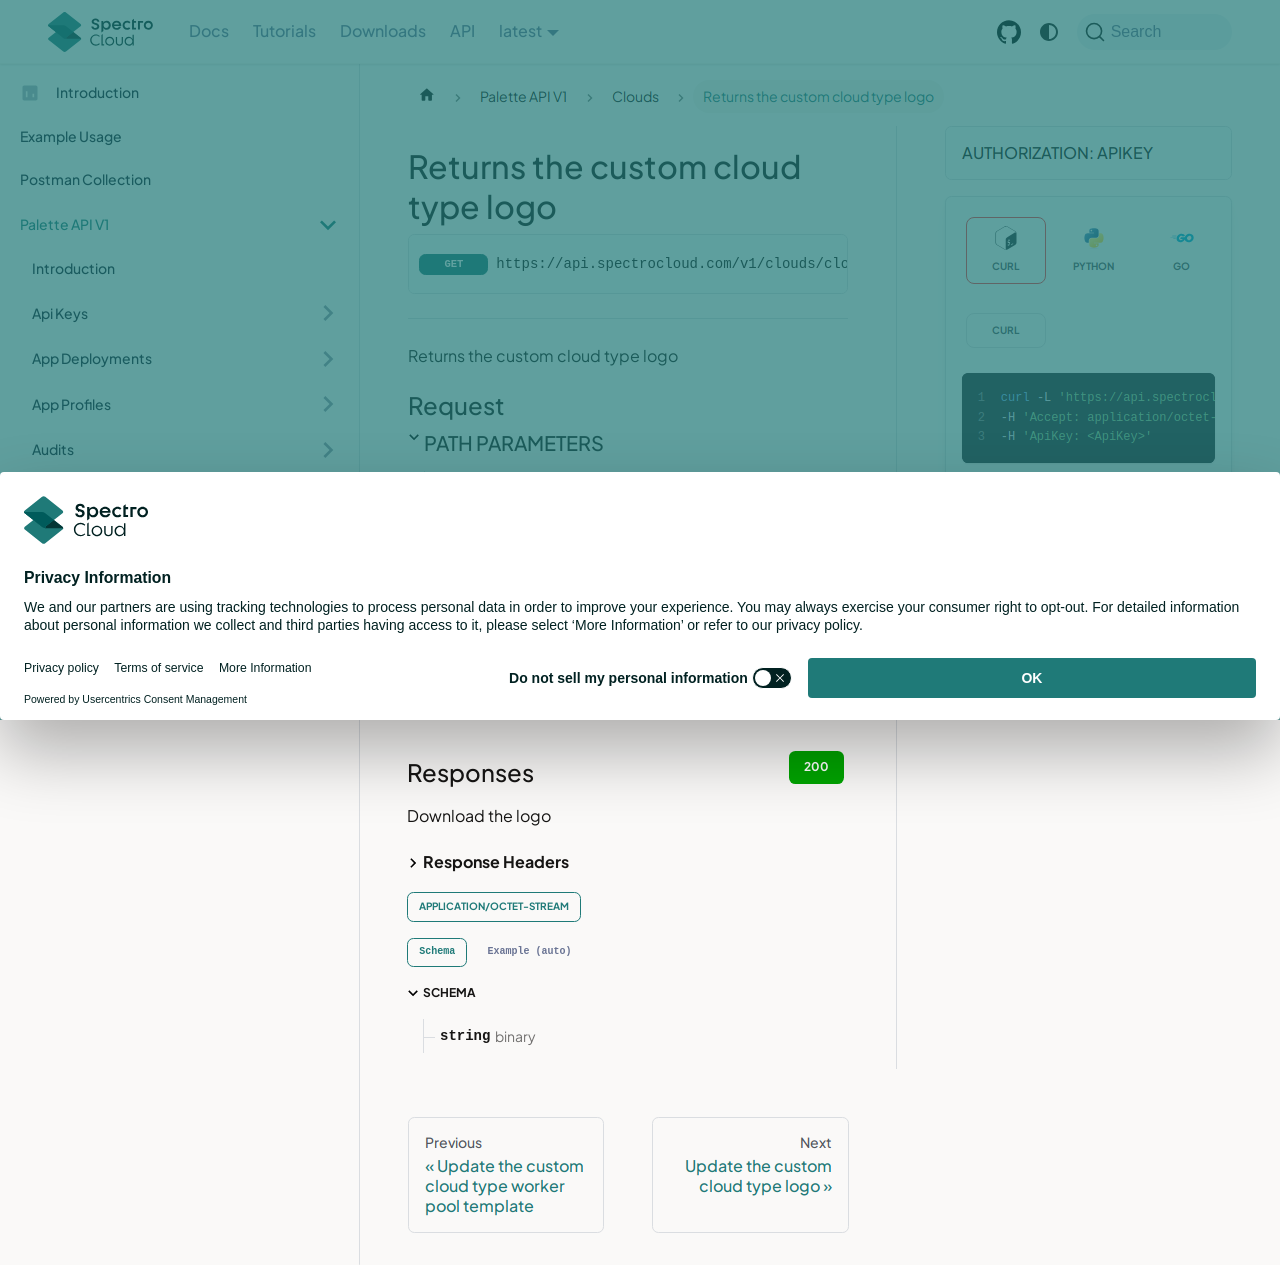 Spectro Cloud
Docs
Tutorials
Downloads
API
latest
Search
Introduction
Example Usage
Postman Collection
Palette API V1
Introduction
Api Keys
App Deployments
App Profiles
Audits
Palette API V1
Clouds
Returns the custom cloud type logo
Returns the custom cloud
type logo
GET
https://api.spectrocloud.com/v1/clouds/clo
Returns the custom cloud type logo
Request
PATH PARAMETERS
AUTHORIZATION: APIKEY
CURL
PYTHON
GO
CURL
1 curl -L 'https://api.spectrocl
2 -H 'Accept: application/octet-
3 -H 'ApiKey: <ApiKey>'
Spectro
Cloud
Privacy Information
We and our partners are using tracking technologies to process personal data in order to improve your experience. You may always exercise your consumer right to opt-out. For detailed information
about personal information we collect and third parties having access to it, please select ‘More Information’ or refer to our privacy policy.
Privacy policy
Terms of service
More Information
Powered by Usercentrics Consent Management
Do not sell my personal information
OK
Responses
200
Download the logo
Response Headers
APPLICATION/OCTET-STREAM
Schema
Example (auto)
SCHEMA
string binary
Previous
« Update the custom
cloud type worker
pool template
Next
Update the custom
cloud type logo »